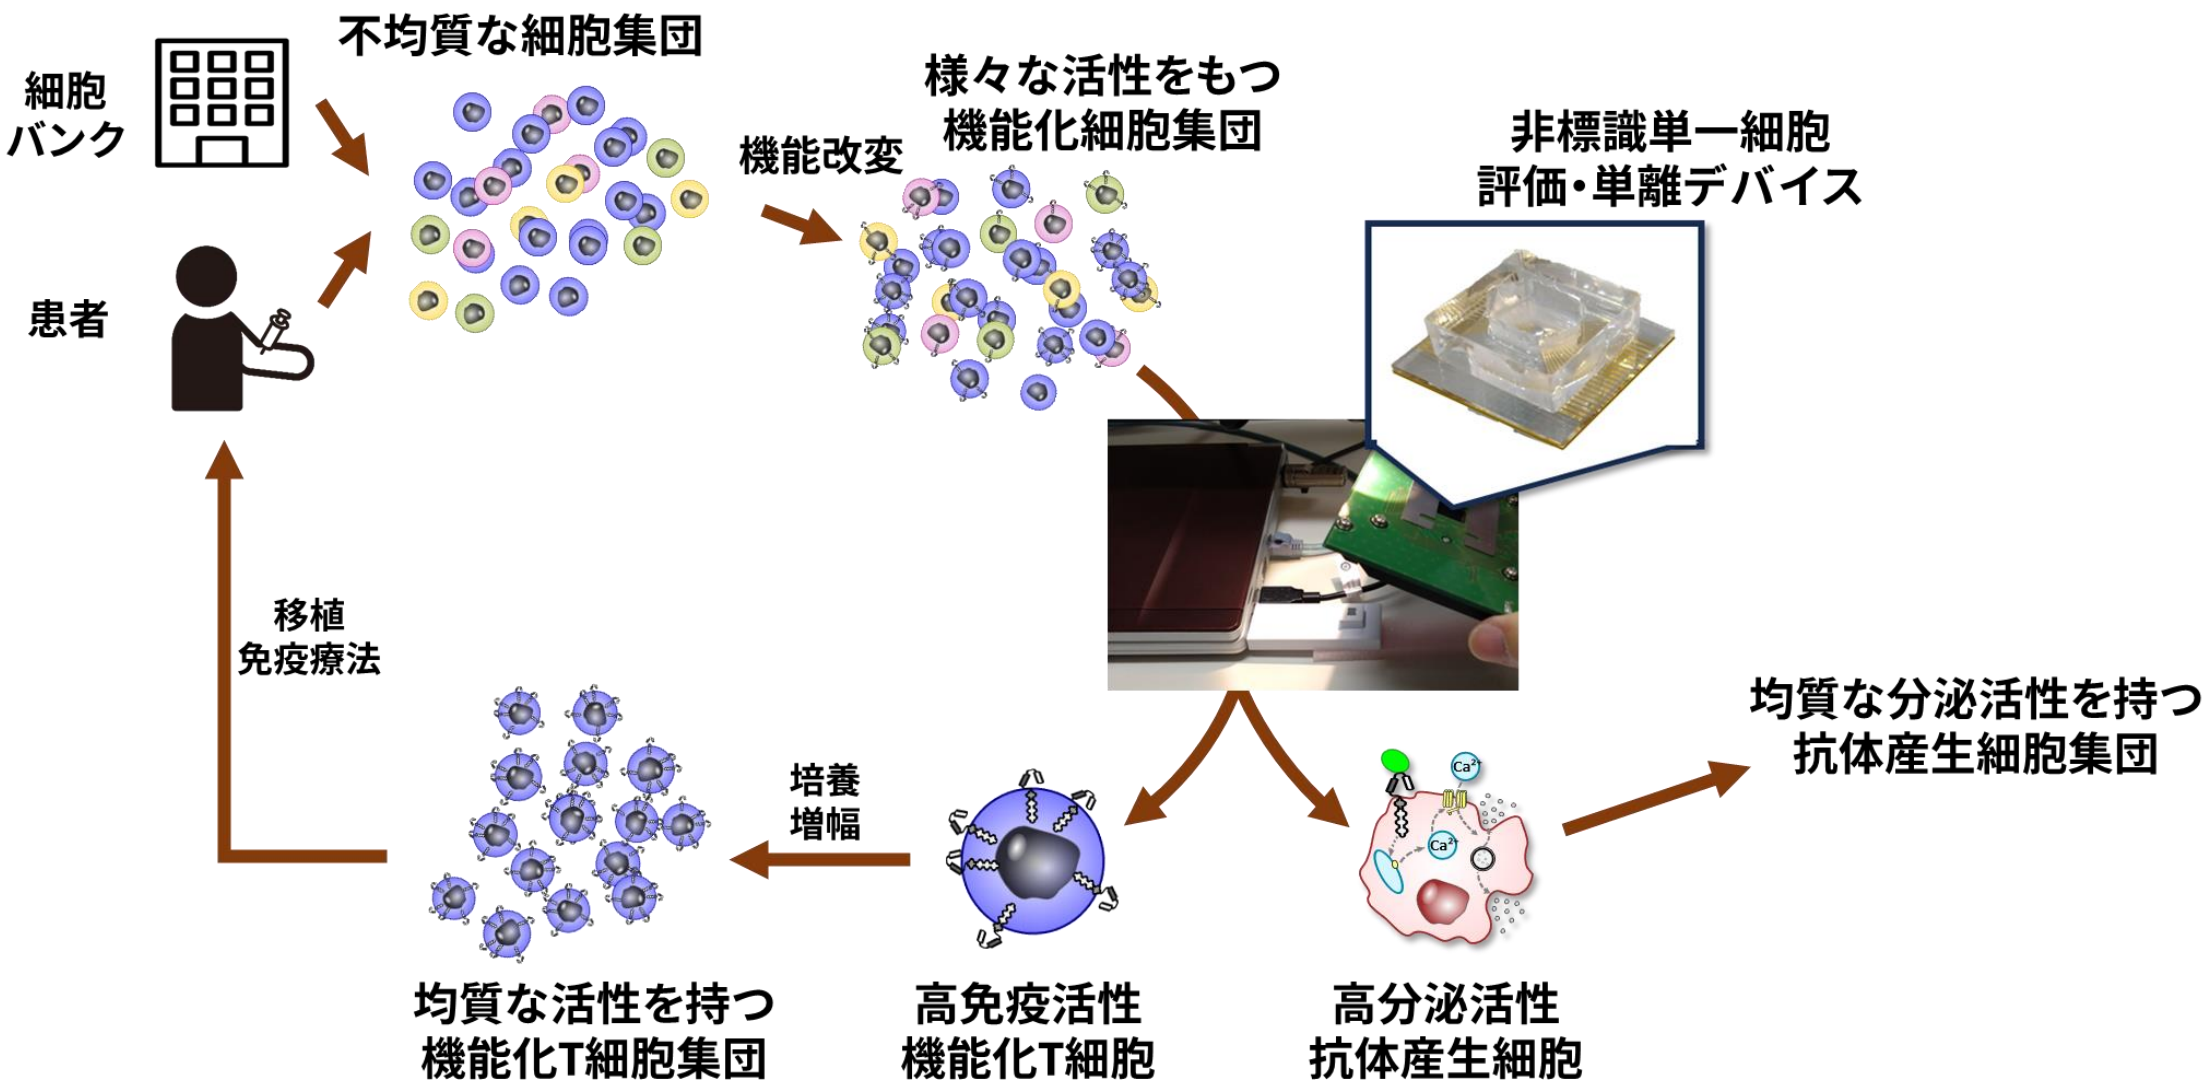 不均質な細胞集団
細胞
バンク
様々な活性をもつ
機能化細胞集団
機能改変
非標識単一細胞
評価・単離デバイス
患者
移植
免疫療法
培養
増幅
均質な分泌活性を持つ
抗体産生細胞集団
Ca²⁺
Ca²⁺
均質な活性を持つ
機能化T細胞集団
高免疫活性
機能化T細胞
高分泌活性
抗体産生細胞